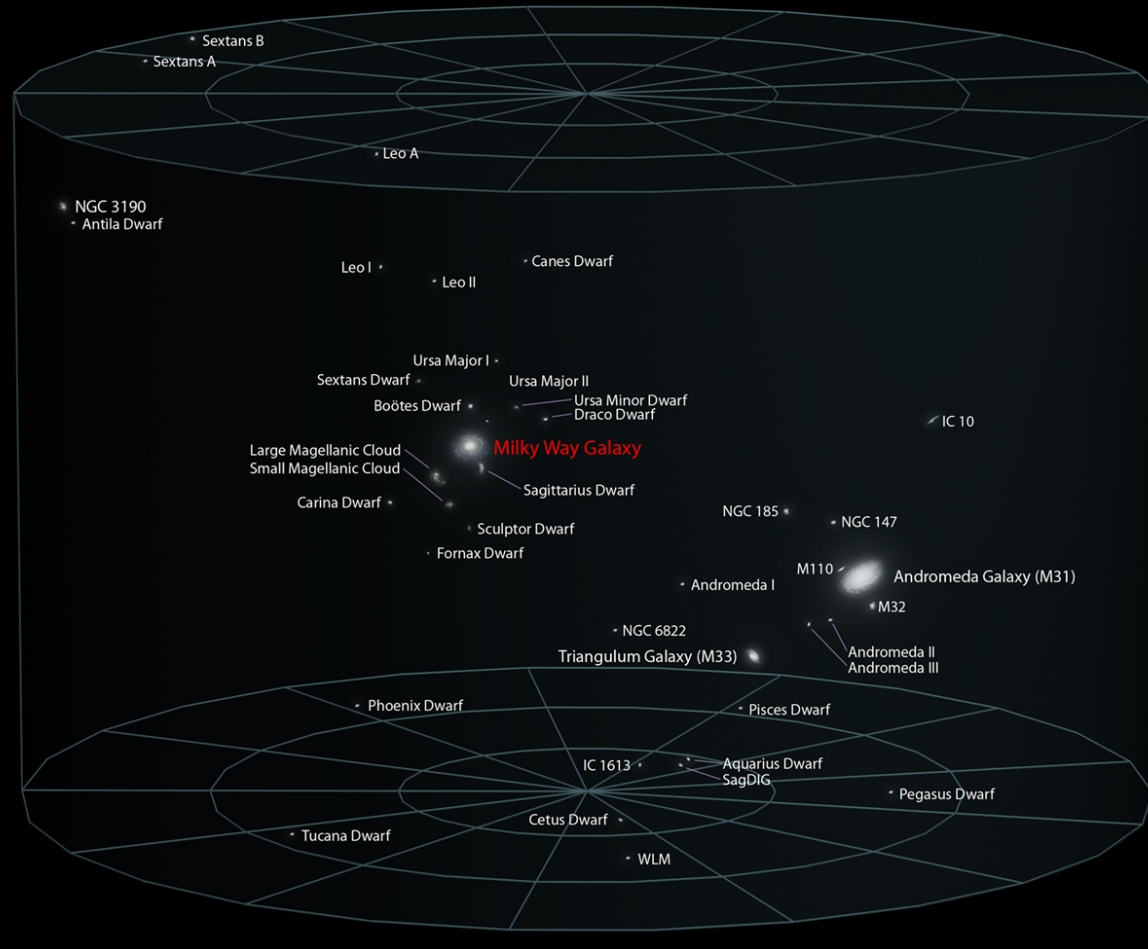 Sextans B
Sextans A
Leo A
NGC 3190
Antila Dwarf
Canes Dwarf
Leo I
Leo II
Ursa Major I
Sextans Dwarf
Ursa Major II
Ursa Minor Dwarf
Boötes Dwarf
Draco Dwarf
IC 10
Milky Way Galaxy
Large Magellanic Cloud
Small Magellanic Cloud
Sagittarius Dwarf
Carina Dwarf
NGC 185
NGC 147
Sculptor Dwarf
Fornax Dwarf
M110
Andromeda Galaxy (M31)
Andromeda I
M32
NGC 6822
Andromeda II
Triangulum Galaxy (M33)
Andromeda III
Phoenix Dwarf
Pisces Dwarf
IC 1613
Aquarius Dwarf
SagDIG
Pegasus Dwarf
Cetus Dwarf
Tucana Dwarf
WLM